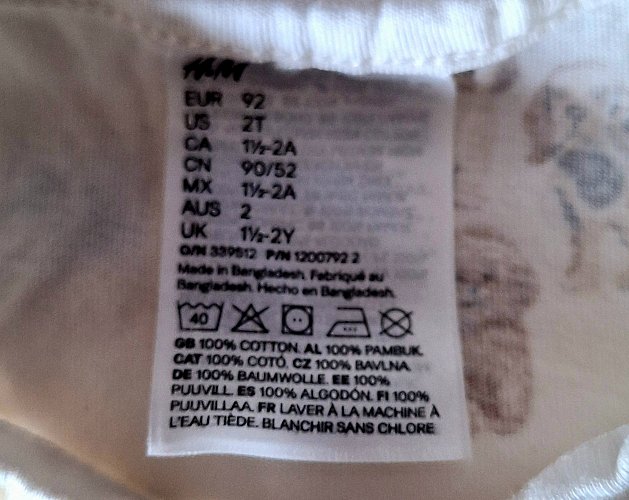 H&M
EUR 92
US 2T
CA 1½-2A
CN 90/52
MX 1½-2A
AUS 2
UK 1½-2Y
O/N 339512 P/N 1200792 2
Made in Bangladesh. Fabriqué au
Bangladesh. Hecho en Bangladesh.
40
GB 100% COTTON. AL 100% PAMBUK.
CAT 100% COTÓ. CZ 100% BAVLNA.
DE 100% BAUMWOLLE. EE 100%
PUUVILL. ES 100% ALGODÓN. FI 100%
PUUVILLAA. FR LAVER À LA MACHINE À
L'EAU TIÈDE. BLANCHIR SANS CHLORE